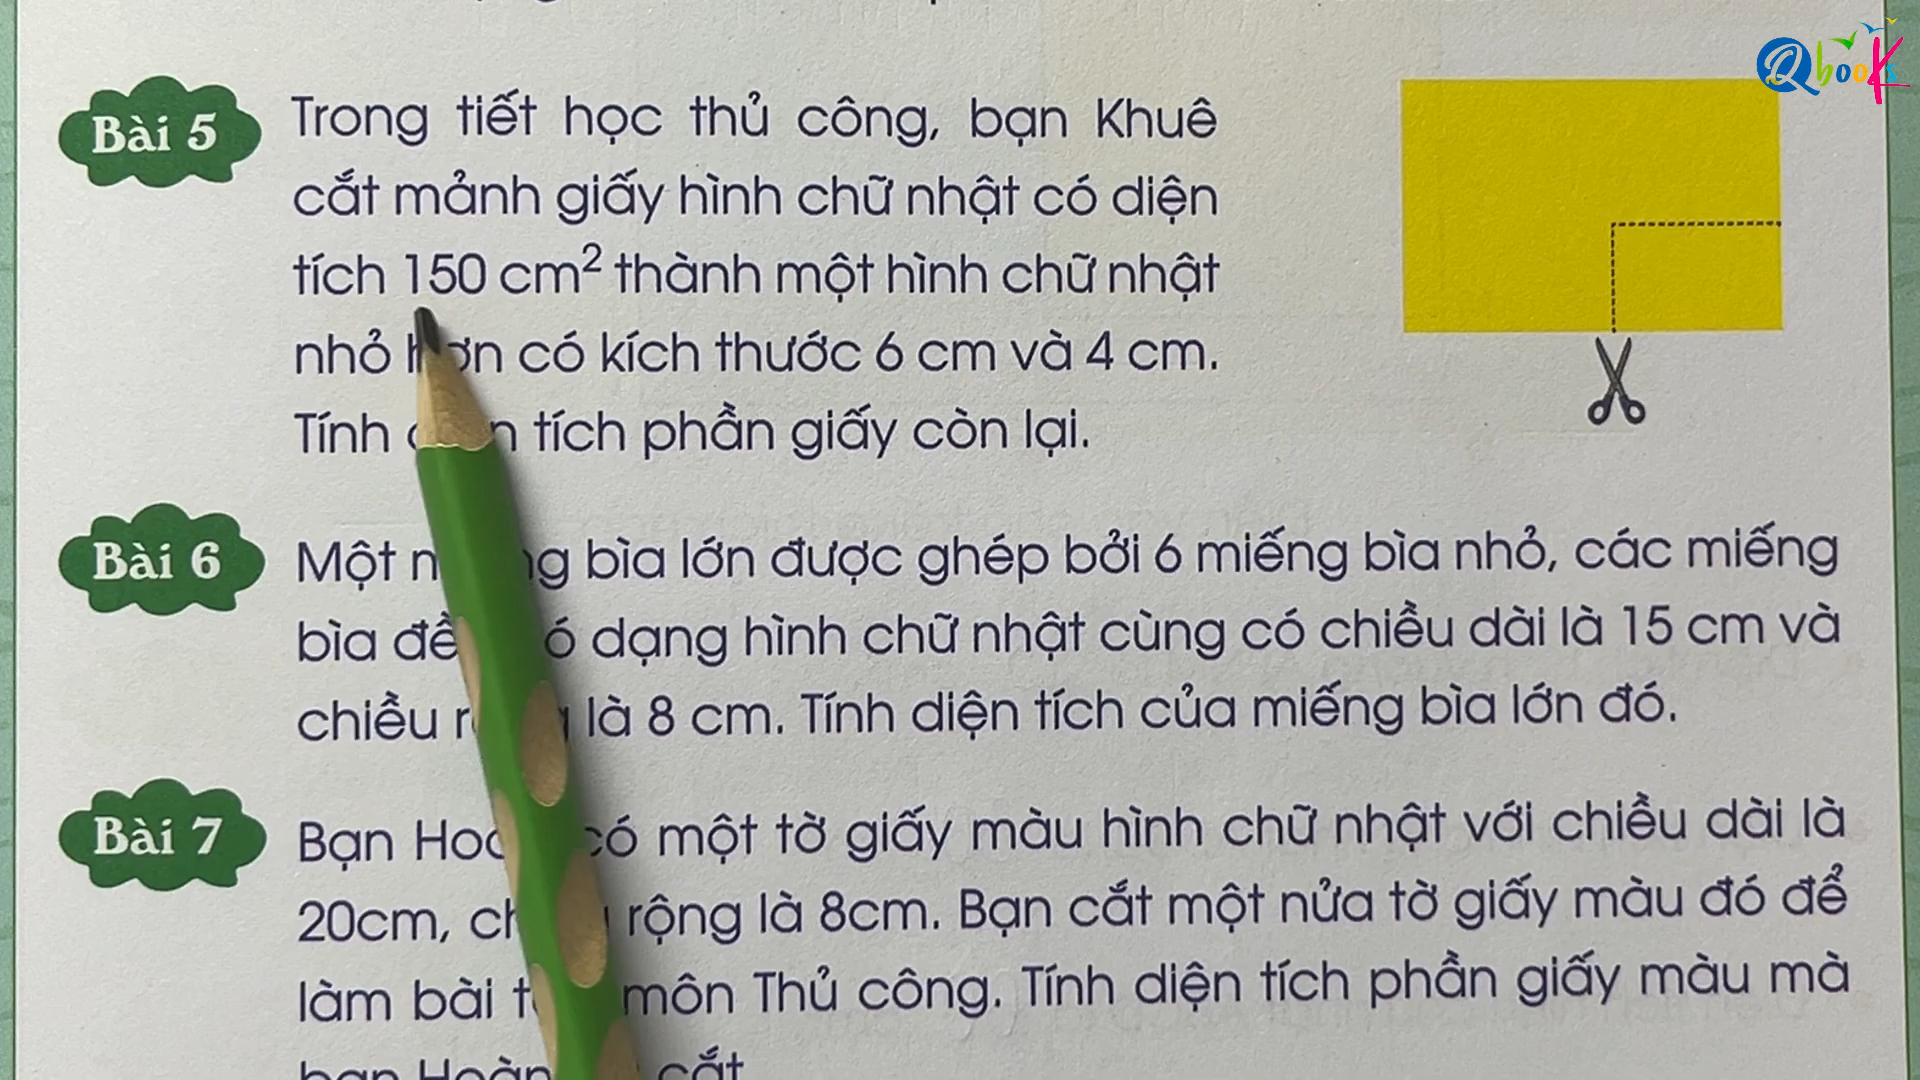 Qbooks
Bài 5
Trong tiết học thủ công, bạn Khuê
cắt mảnh giấy hình chữ nhật có diện
tích 150 cm² thành một hình chữ nhật
nhỏ hơn có kích thước 6 cm và 4 cm.
Tính tích phần giấy còn lại.
Bài 6
Một bìa lớn được ghép bởi 6 miếng bìa nhỏ, các miếng
bìa dạng hình chữ nhật cùng có chiều dài là 15 cm và
chiều là 8 cm. Tính diện tích của miếng bìa lớn đó.
Bài 7
Bạn có một tờ giấy màu hình chữ nhật với chiều dài là
20cm, rộng là 8cm. Bạn cắt một nửa tờ giấy màu đó để
làm bài môn Thủ công. Tính diện tích phần giấy màu mà
bạn cắt